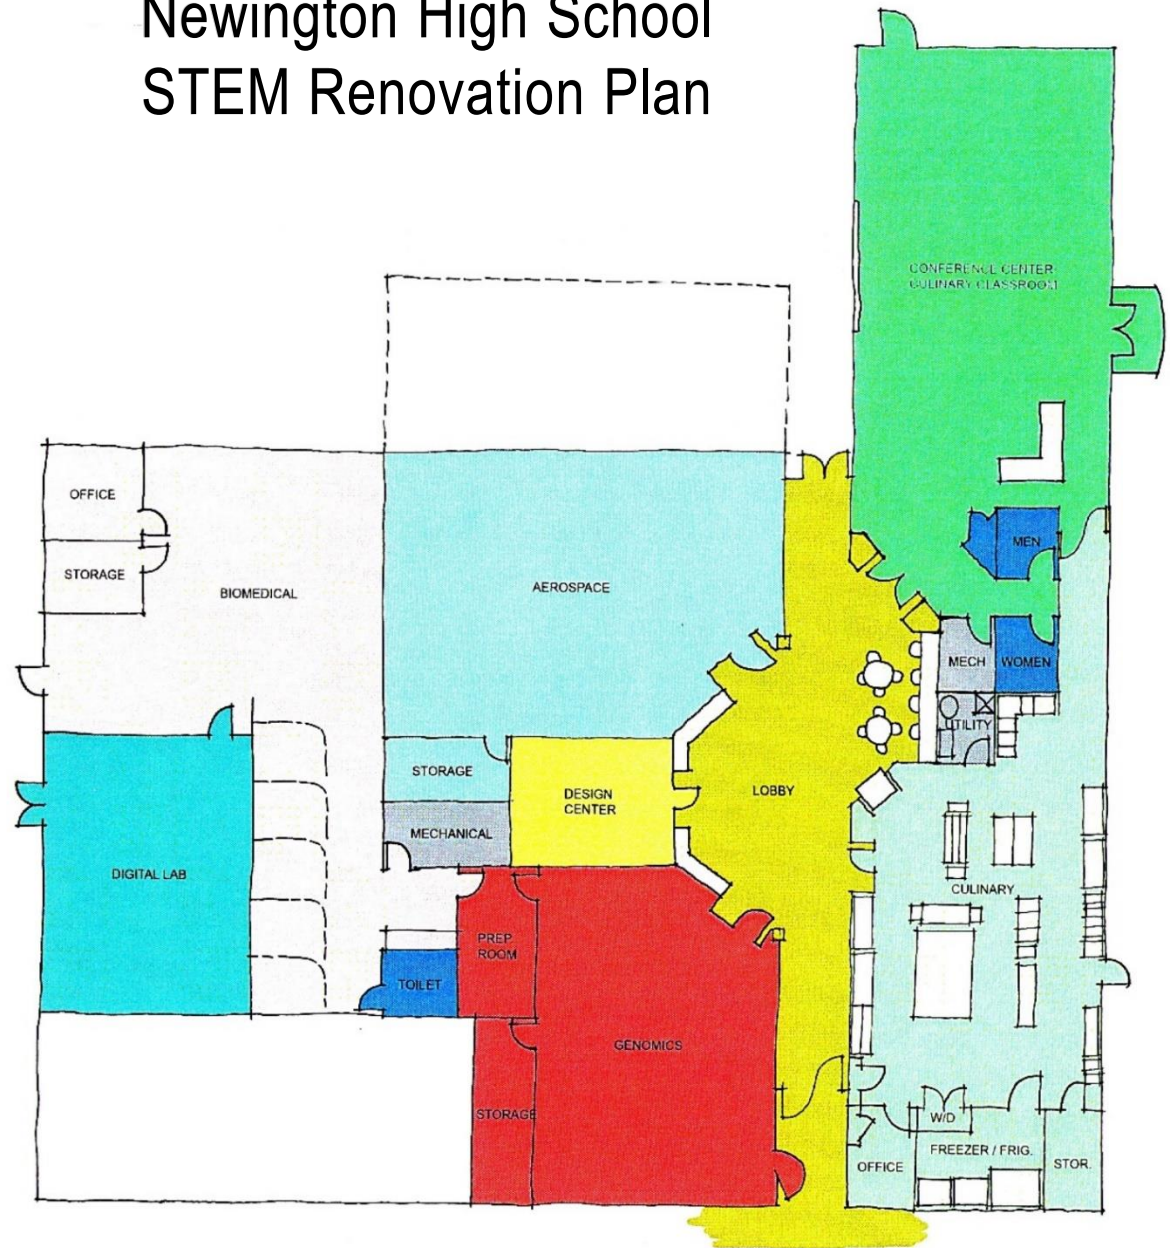 Newington High School
STEM Renovation Plan
CONFERENCE CENTER
CULINARY CLASSROOM
OFFICE
STORAGE
BIOMEDICAL
AEROSPACE
MEN
MECH
WOMEN
UTILITY
STORAGE
DESIGN
CENTER
LOBBY
MECHANICAL
DIGITAL LAB
CULINARY
PREP
ROOM
TOILET
GENOMICS
STORAGE
W/D
FREEZER / FRIG.
OFFICE
STOR.